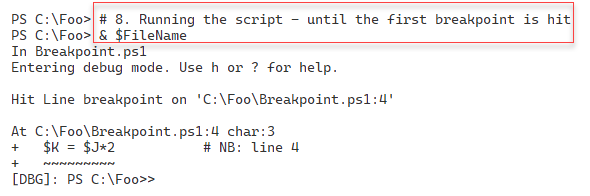 PS C:\Foo> # 8. Running the script - until the first breakpoint is hit
PS C:\Foo> & $FileName
In Breakpoint.ps1
Entering debug mode. Use h or ? for help.
Hit Line breakpoint on 'C:\Foo\Breakpoint.ps1:4'
At C:\Foo\Breakpoint.ps1:4 char:3
+   $K = $J*2           # NB: line 4
+   ~~~~~~~~~
[DBG]: PS C:\Foo>>